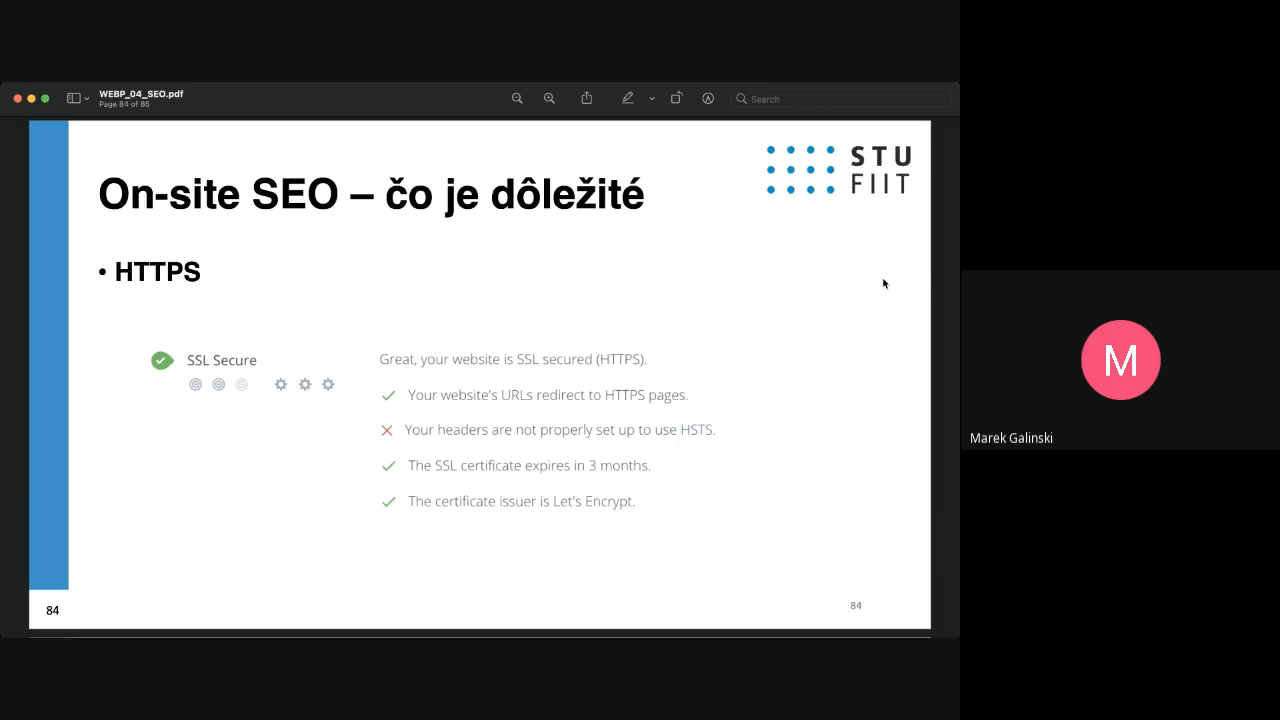 WEBP_04_SEO.pdf
Page 84 of 85
Search
STU
FIIT
On-site SEO – čo je dôležité
• HTTPS
SSL Secure
Great, your website is SSL secured (HTTPS).
Your website's URLs redirect to HTTPS pages.
Your headers are not properly set up to use HSTS.
The SSL certificate expires in 3 months.
The certificate issuer is Let's Encrypt.
84
84
M
Marek Galinski